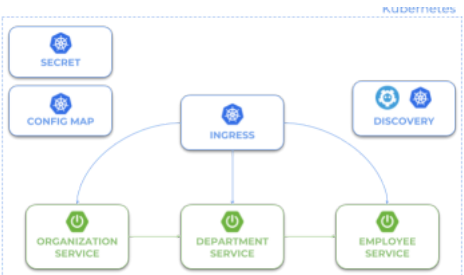 Kubernetes
SECRET
CONFIG MAP
INGRESS
DISCOVERY
ORGANIZATION
SERVICE
DEPARTMENT
SERVICE
EMPLOYEE
SERVICE